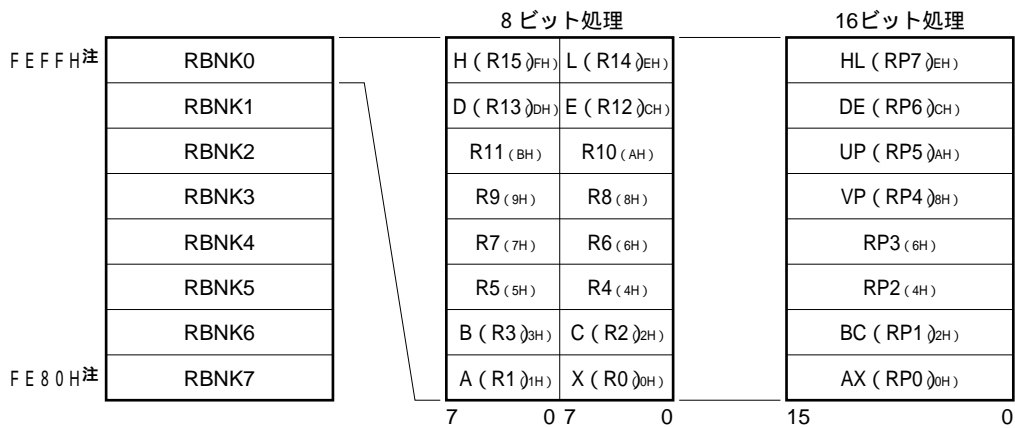 8 ビット処理 16ビット処理
FEFFH注 RBNK0 H ( R15 ) (FH) L ( R14 ) (EH) HL ( RP7 ) (EH)
RBNK1 D ( R13 ) (DH) E ( R12 ) (CH) DE ( RP6 ) (CH)
RBNK2 R11 (BH) R10 (AH) UP ( RP5 ) (AH)
RBNK3 R9 (9H) R8 (8H) VP ( RP4 ) (8H)
RBNK4 R7 (7H) R6 (6H) RP3 (6H)
RBNK5 R5 (5H) R4 (4H) RP2 (4H)
RBNK6 B ( R3 ) (3H) C ( R2 ) (2H) BC ( RP1 ) (2H)
FE80H注 RBNK7 A ( R1 ) (1H) X ( R0 ) (0H) AX ( RP0 ) (0H)
7 0 7 0 15 0